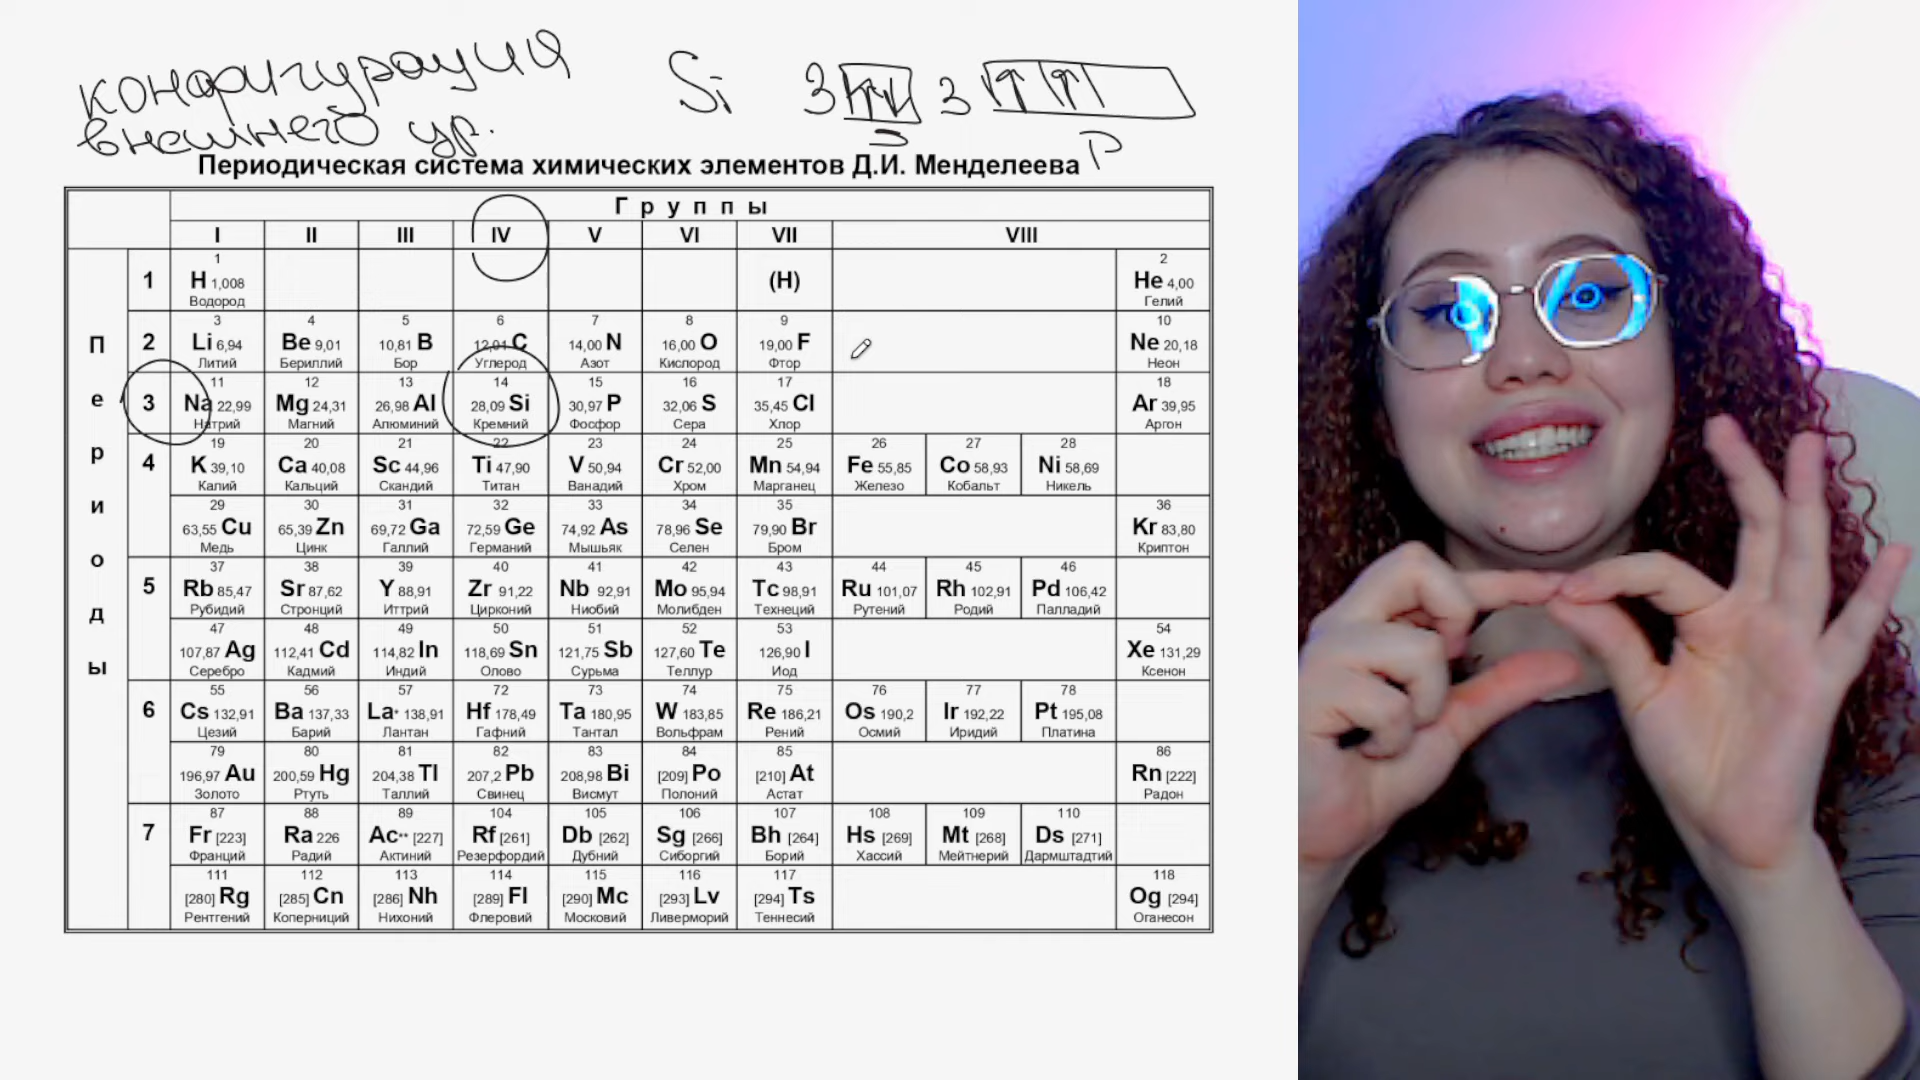 конфигурация
внешнего ур.
Si 3 s 3 p
Периодическая система химических элементов Д.И. Менделеева
Группы
I II III IV V VI VII VIII
Периоды
1
1 2
H 1,008 (H) He 4,00
Водород Гелий
2
3 4 5 6 7 8 9 10
Li 6,94 Be 9,01 10,81 B 12,01 C 14,00 N 16,00 O 19,00 F Ne 20,18
Литий Бериллий Бор Углерод Азот Кислород Фтор Неон
3
11 12 13 14 15 16 17 18
Na 22,99 Mg 24,31 26,98 Al 28,09 Si 30,97 P 32,06 S 35,45 Cl Ar 39,95
Натрий Магний Алюминий Кремний Фосфор Сера Хлор Аргон
4
19 20 21 22 23 24 25 26 27 28
K 39,10 Ca 40,08 Sc 44,96 Ti 47,90 V 50,94 Cr 52,00 Mn 54,94 Fe 55,85 Co 58,93 Ni 58,69
Калий Кальций Скандий Титан Ванадий Хром Марганец Железо Кобальт Никель
29 30 31 32 33 34 35 36
63,55 Cu 65,39 Zn 69,72 Ga 72,59 Ge 74,92 As 78,96 Se 79,90 Br Kr 83,80
Медь Цинк Галлий Германий Мышьяк Селен Бром Криптон
5
37 38 39 40 41 42 43 44 45 46
Rb 85,47 Sr 87,62 Y 88,91 Zr 91,22 Nb 92,91 Mo 95,94 Tc 98,91 Ru 101,07 Rh 102,91 Pd 106,42
Рубидий Стронций Иттрий Цирконий Ниобий Молибден Технеций Рутений Родий Палладий
47 48 49 50 51 52 53 54
107,87 Ag 112,41 Cd 114,82 In 118,69 Sn 121,75 Sb 127,60 Te 126,90 I Xe 131,29
Серебро Кадмий Индий Олово Сурьма Теллур Иод Ксенон
6
55 56 57 72 73 74 75 76 77 78
Cs 132,91 Ba 137,33 La* 138,91 Hf 178,49 Ta 180,95 W 183,85 Re 186,21 Os 190,2 Ir 192,22 Pt 195,08
Цезий Барий Лантан Гафний Тантал Вольфрам Рений Осмий Иридий Платина
79 80 81 82 83 84 85 86
196,97 Au 200,59 Hg 204,38 Tl 207,2 Pb 208,98 Bi [209] Po [210] At Rn [222]
Золото Ртуть Таллий Свинец Висмут Полоний Астат Радон
7
87 88 89 104 105 106 107 108 109 110
Fr [223] Ra 226 Ac** [227] Rf [261] Db [262] Sg [266] Bh [264] Hs [269] Mt [268] Ds [271]
Франций Радий Актиний Резерфордий Дубний Сиборгий Борий Хассий Мейтнерий Дармштадтий
111 112 113 114 115 116 117 118
[280] Rg [285] Cn [286] Nh [289] Fl [290] Mc [293] Lv [294] Ts Og [294]
Рентгений Коперниций Нихоний Флеровий Московий Ливерморий Теннесий Оганесон